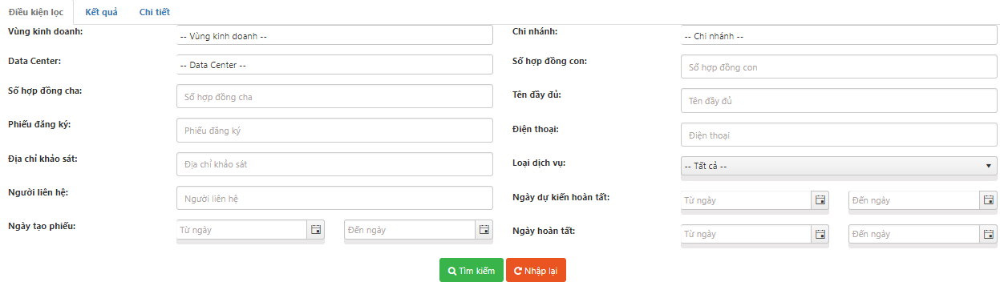 Điều kiện lọc Kết quả Chi tiết
Vùng kinh doanh: -- Vùng kinh doanh -- Chi nhánh: -- Chi nhánh --
Data Center: -- Data Center -- Số hợp đồng con: Số hợp đồng con
Số hợp đồng cha: Số hợp đồng cha Tên đầy đủ: Tên đầy đủ
Phiếu đăng ký: Phiếu đăng ký Điện thoại: Điện thoại
Địa chỉ khảo sát: Địa chỉ khảo sát Loại dịch vụ: -- Tất cả --
Người liên hệ: Người liên hệ Ngày dự kiến hoàn tất: Từ ngày Đến ngày
Ngày tạo phiếu: Từ ngày Đến ngày Ngày hoàn tất: Từ ngày Đến ngày
Tìm kiếm Nhập lại